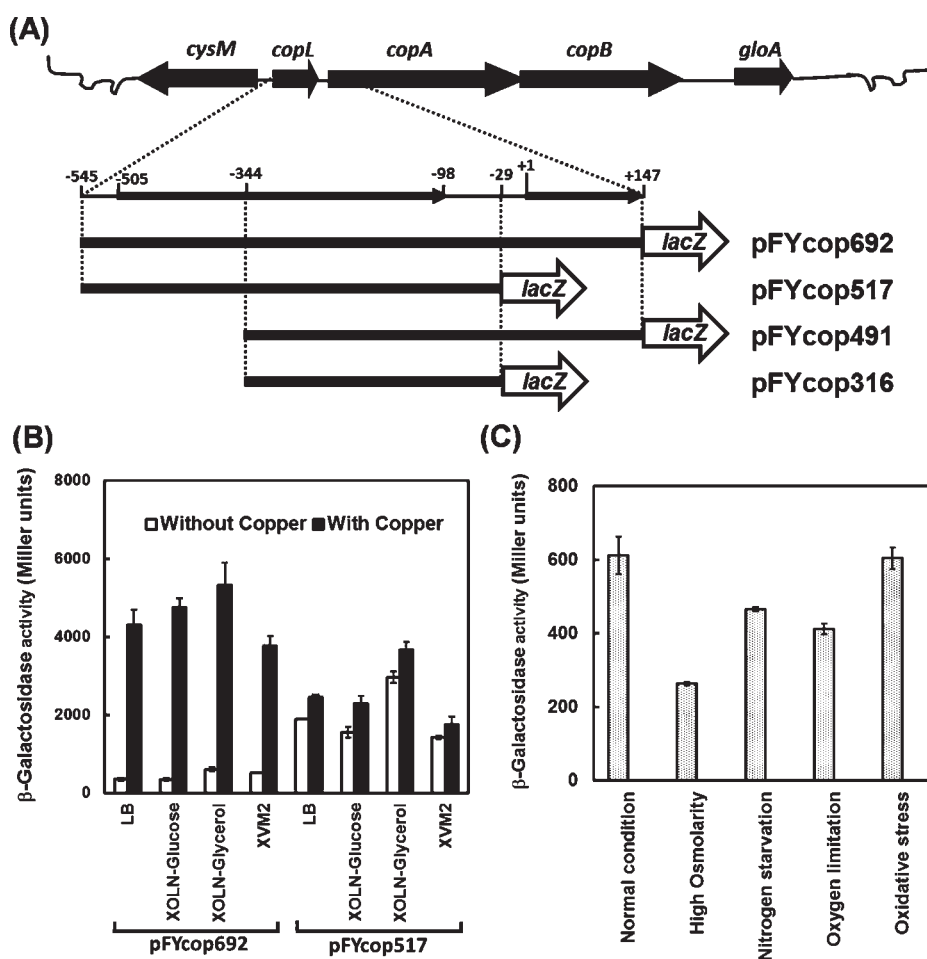 (A)
cysM copL copA copB gloA
-545 -505 -344 -98 -29 +1 +147
lacZ pFYcop692
lacZ pFYcop517
lacZ pFYcop491
lacZ pFYcop316
(B)
β-Galactosidase activity (Miller units)
8000
6000
4000
2000
0
Without Copper With Copper
LB XOLN-Glucose XOLN-Glycerol XVM2 LB XOLN-Glucose XOLN-Glycerol XVM2
pFYcop692 pFYcop517
(C)
β-Galactosidase activity (Miller units)
800
600
400
200
0
Normal condition
High Osmolarity
Nitrogen starvation
Oxygen limitation
Oxidative stress